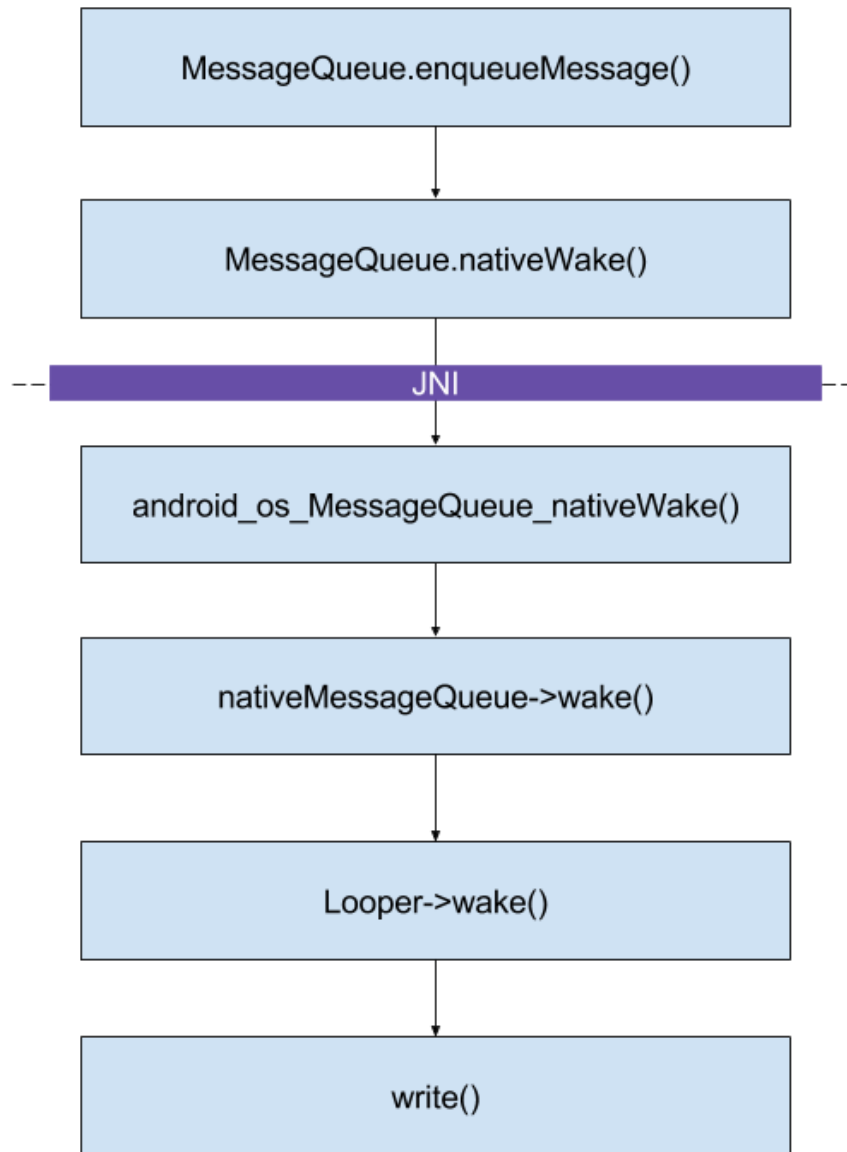 MessageQueue.enqueueMessage()
MessageQueue.nativeWake()
JNI
android_os_MessageQueue_nativeWake()
nativeMessageQueue->wake()
Looper->wake()
write()